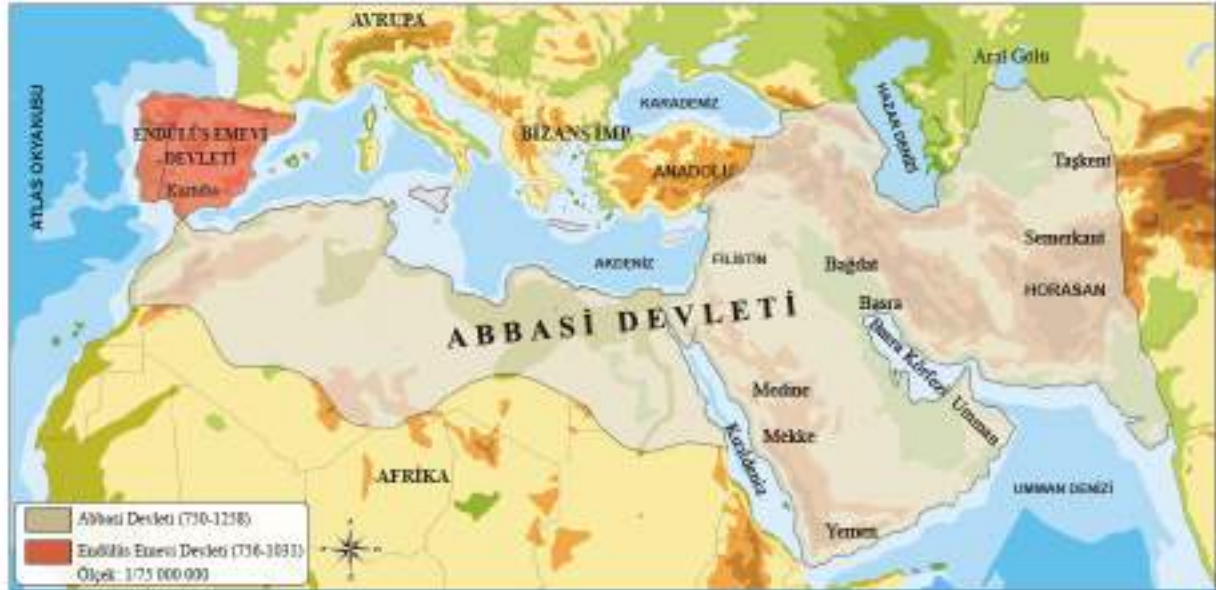 AVRUPA
Aral Gölü
ATLAS OKYANUSU
ENDÜLÜS EMEVİ
DEVLETİ
Kurtuba
KARADENİZ
HAZAR DENİZİ
BİZANS İMP.
ANADOLU
Taşkent
Semerkant
HORASAN
AKDENİZ
FİLİSTİN
Bağdat
Basra
Basra Körfezi
ABBASİ DEVLETİ
Medine
Mekke
Umman
Kızıldeniz
AFRİKA
UMMAN DENİZİ
Yemen
Abbasi Devleti (750-1258)
Endülüs Emevi Devleti (756-1031)
Ölçek: 1/75 000 000